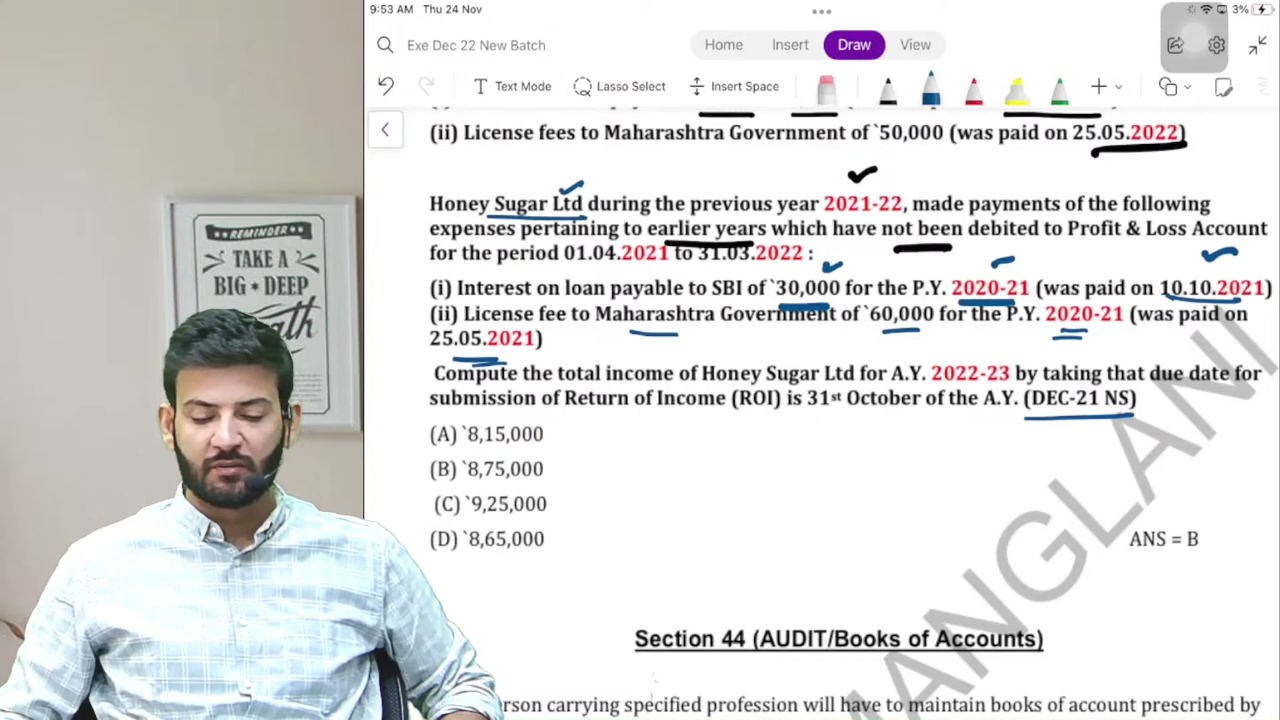 9:53 AM Thu 24 Nov
3%
Exe Dec 22 New Batch
Home Insert Draw View
Text Mode Lasso Select Insert Space
(ii) License fees to Maharashtra Government of `50,000 (was paid on 25.05.2022)
Honey Sugar Ltd during the previous year 2021-22, made payments of the following
expenses pertaining to earlier years which have not been debited to Profit & Loss Account
for the period 01.04.2021 to 31.03.2022 :
(i) Interest on loan payable to SBI of `30,000 for the P.Y. 2020-21 (was paid on 10.10.2021)
(ii) License fee to Maharashtra Government of `60,000 for the P.Y. 2020-21 (was paid on
25.05.2021)
Compute the total income of Honey Sugar Ltd for A.Y. 2022-23 by taking that due date for
submission of Return of Income (ROI) is 31st October of the A.Y. (DEC-21 NS)
(A) `8,15,000
(B) `8,75,000
(C) `9,25,000
(D) `8,65,000
ANS = B
Section 44 (AUDIT/Books of Accounts)
rson carrying specified profession will have to maintain books of account prescribed by
MANGLANI
REMINDER
TAKE A
BIG DEEP